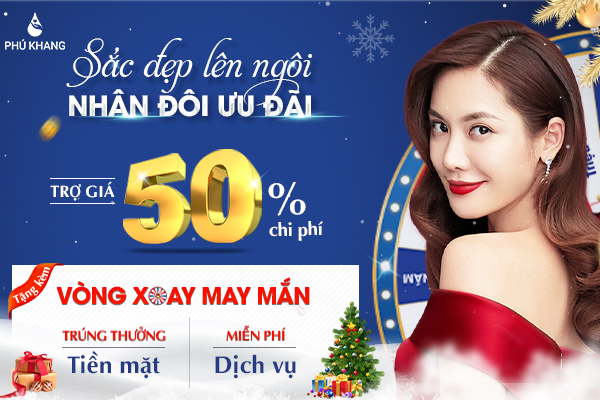 PHÚ KHANG
Sắc đẹp lên ngôi
NHÂN ĐÔI ƯU ĐÃI
TRỢ GIÁ
50%
chi phí
Tặng kèm
VÒNG XOAY MAY MẮN
TRÚNG THƯỞNG
Tiền mặt
MIỄN PHÍ
Dịch vụ